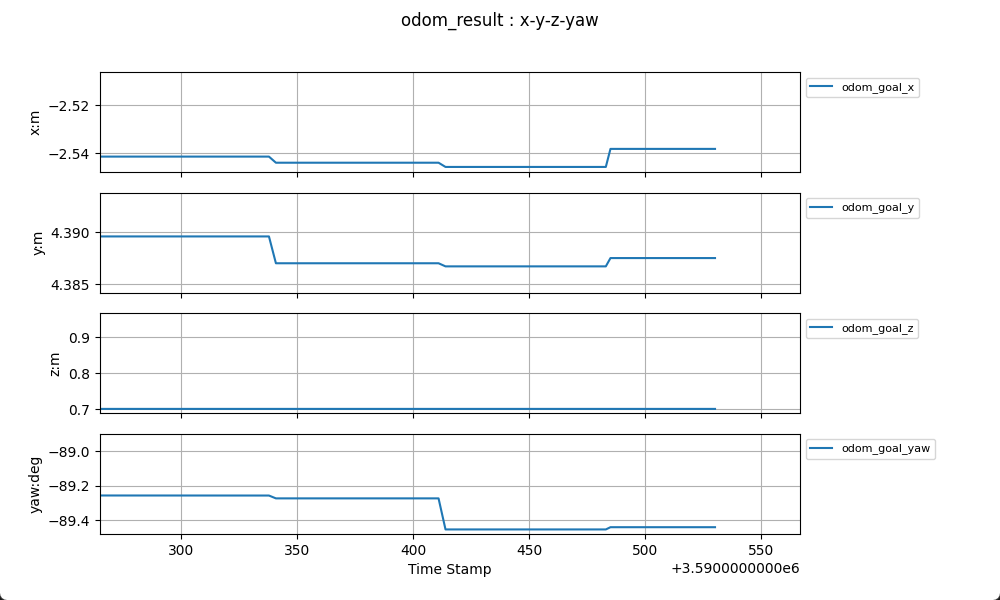 odom_result : x-y-z-yaw
−2.52
−2.54
x:m
odom_goal_x
4.390
4.385
y:m
odom_goal_y
0.9
0.8
0.7
z:m
odom_goal_z
−89.0
−89.2
−89.4
yaw:deg
odom_goal_yaw
300 350 400 450 500 550
Time Stamp
+3.5900000000e6